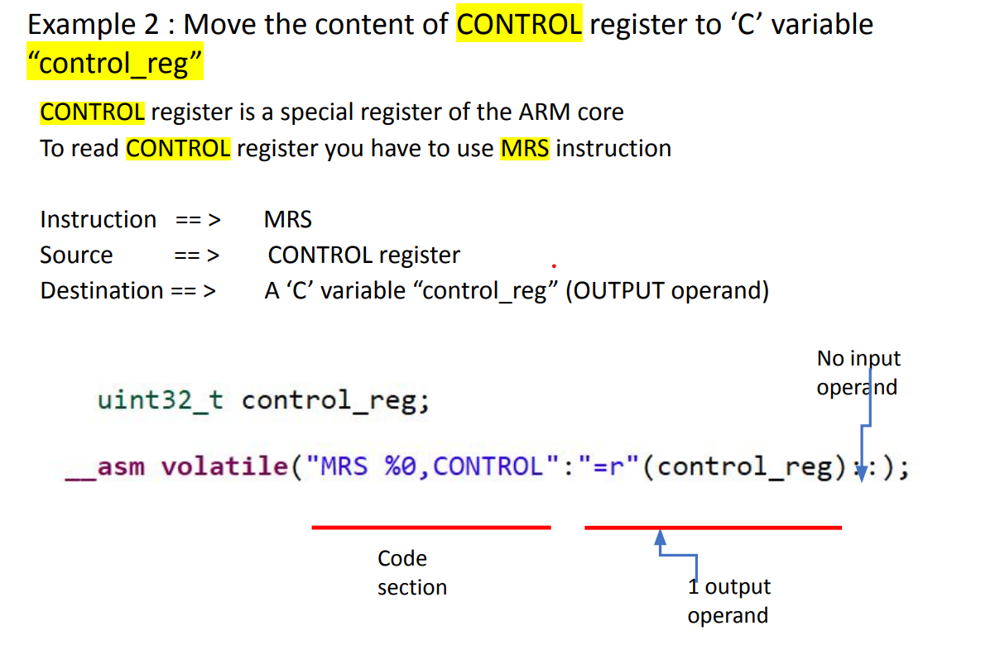 Example 2 : Move the content of CONTROL register to ‘C’ variable
“control_reg”
CONTROL register is a special register of the ARM core
To read CONTROL register you have to use MRS instruction
Instruction == > MRS
Source == > CONTROL register
Destination == > A ‘C’ variable “control_reg” (OUTPUT operand)
No input
operand
uint32_t control_reg;
__asm volatile("MRS %0,CONTROL":"=r"(control_reg)::);
Code
section
1 output
operand